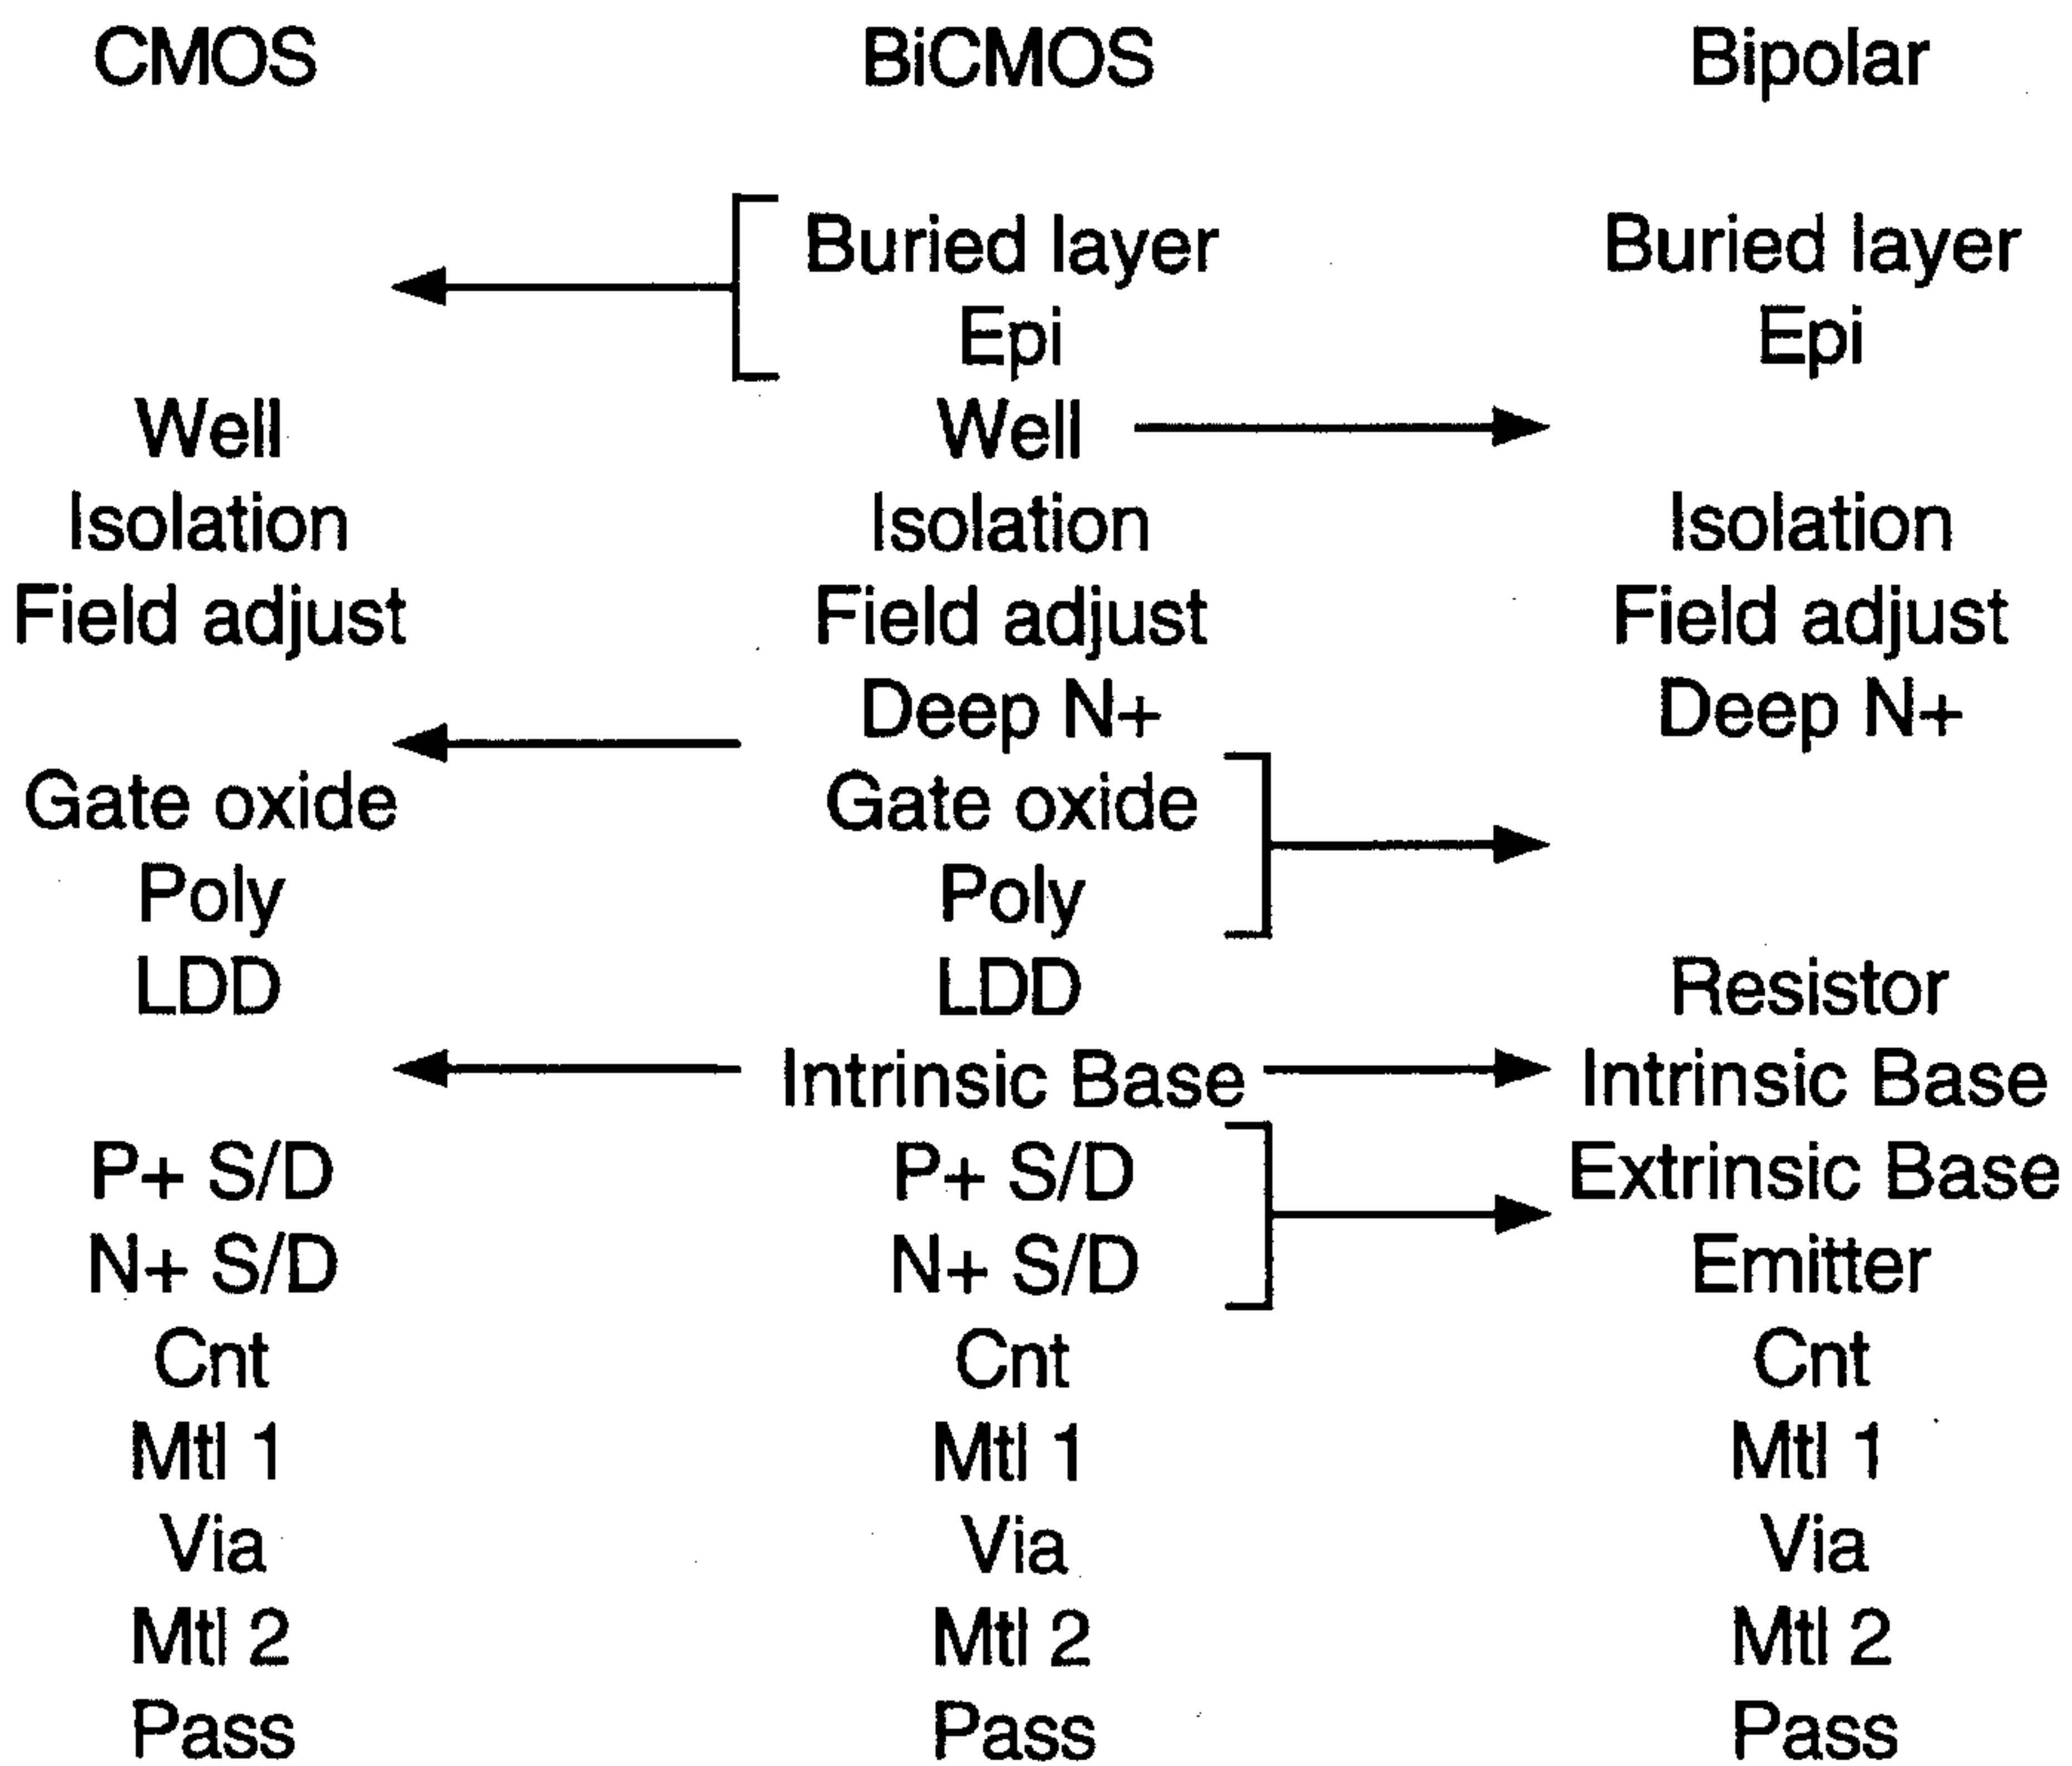 CMOS BiCMOS Bipolar
Buried layer Buried layer
Epi Epi
Well Well
Isolation Isolation Isolation
Field adjust Field adjust Field adjust
Deep N+ Deep N+
Gate oxide Gate oxide
Poly Poly
LDD LDD Resistor
Intrinsic Base Intrinsic Base
P+ S/D P+ S/D Extrinsic Base
N+ S/D N+ S/D Emitter
Cnt Cnt Cnt
Mtl 1 Mtl 1 Mtl 1
Via Via Via
Mtl 2 Mtl 2 Mtl 2
Pass Pass Pass